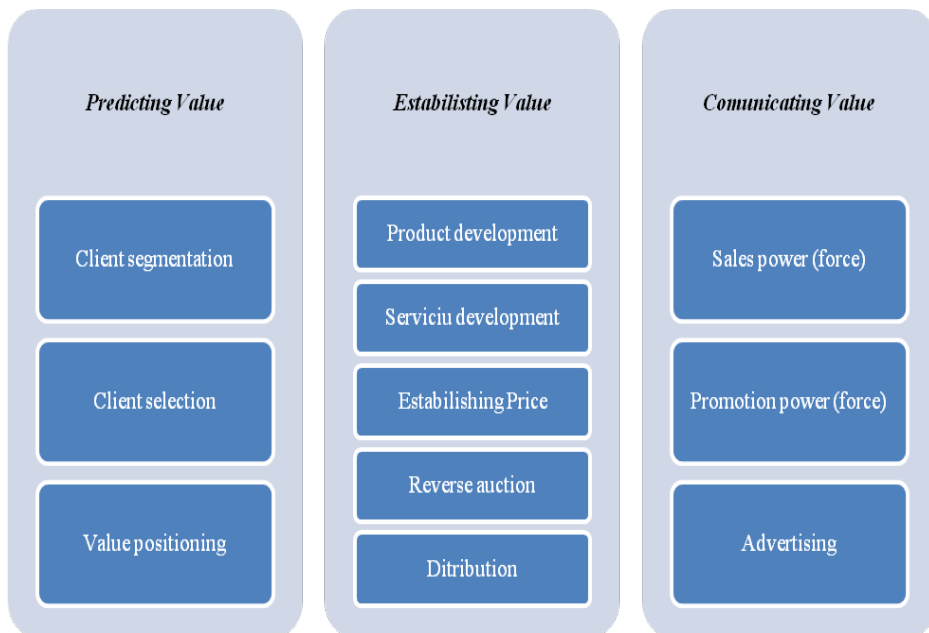 Predicting Value
Client segmentation
Client selection
Value positioning
Estabilisting Value
Product development
Serviciu development
Estabilishing Price
Reverse auction
Ditribution
Comunicating Value
Sales power (force)
Promotion power (force)
Advertising